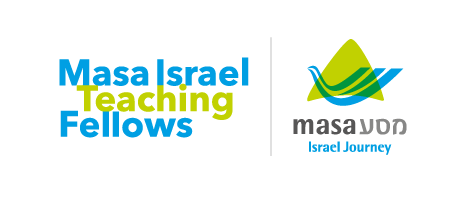 Masa Israel
Teaching
Fellows
masa מסע
Israel Journey